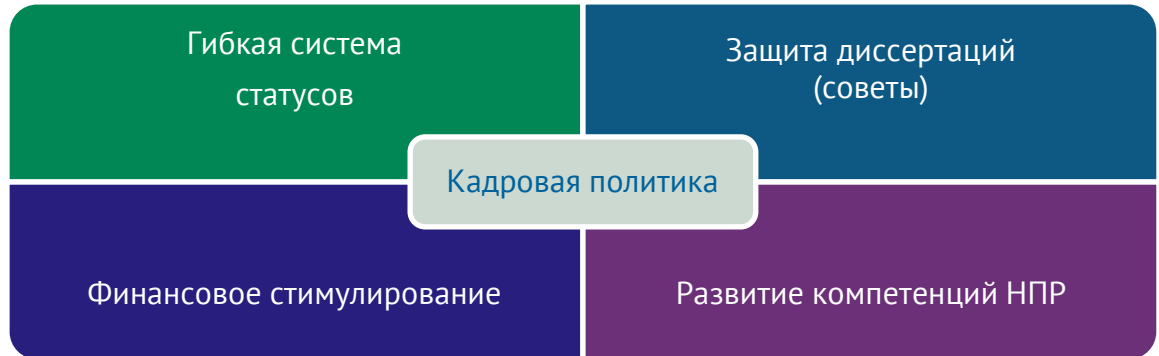 Гибкая система
статусов
Защита диссертаций
(советы)
Кадровая политика
Финансовое стимулирование
Развитие компетенций НПР